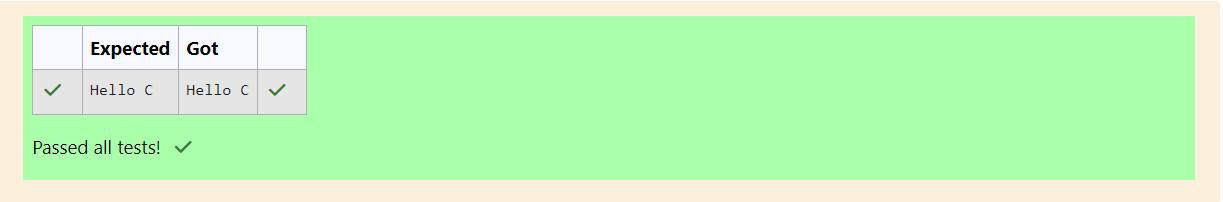 Expected Got
Hello C Hello C
Passed all tests!